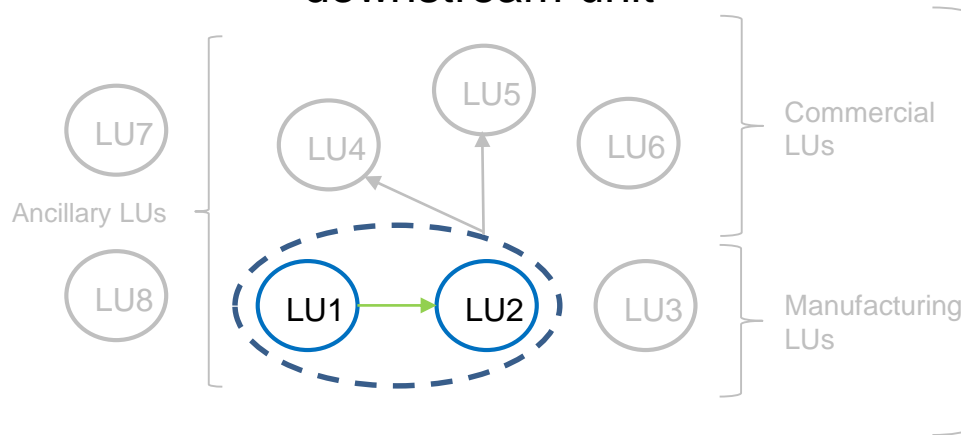 downstream unit
LU5
Commercial
LUs
LU7
LU4
LU6
Ancillary LUs
LU8
LU1
LU2
LU3
Manufacturing
LUs